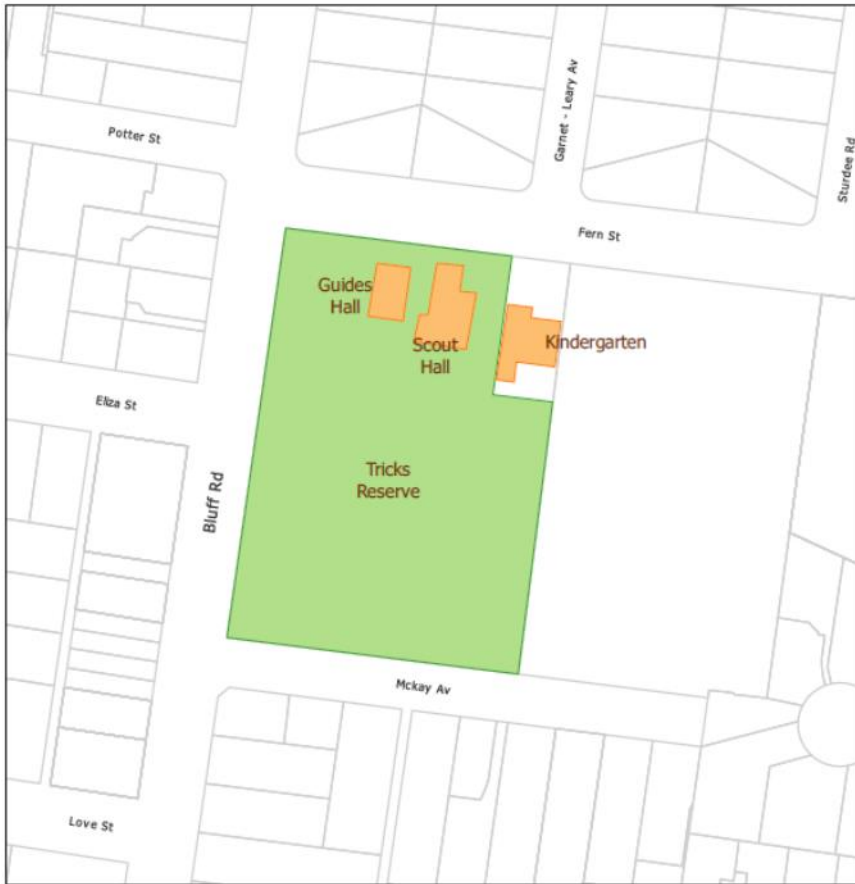 Potter St
Garnet - Leary Av
Sturdee Rd
Fern St
Guides
Hall
Scout
Hall
Kindergarten
Eliza St
Tricks
Reserve
Bluff Rd
Mckay Av
Love St